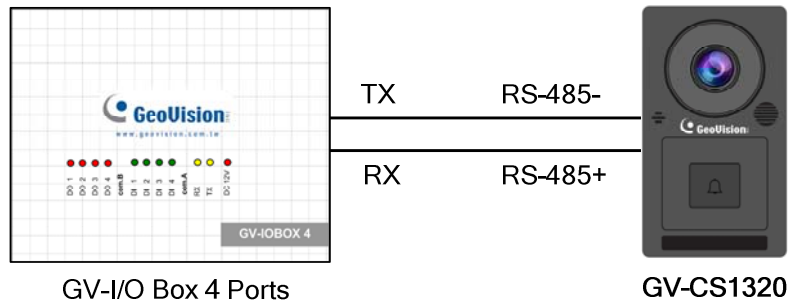 GeoVision
www.geovision.com.tw
DO 1
DO 2
DO 3
DO 4
com.B
DI 1
DI 2
DI 3
DI 4
com.A
RX
TX
DC 12V
GV-IOBOX 4
GV-I/O Box 4 Ports
TX RS-485-
RX RS-485+
GeoVision
GV-CS1320